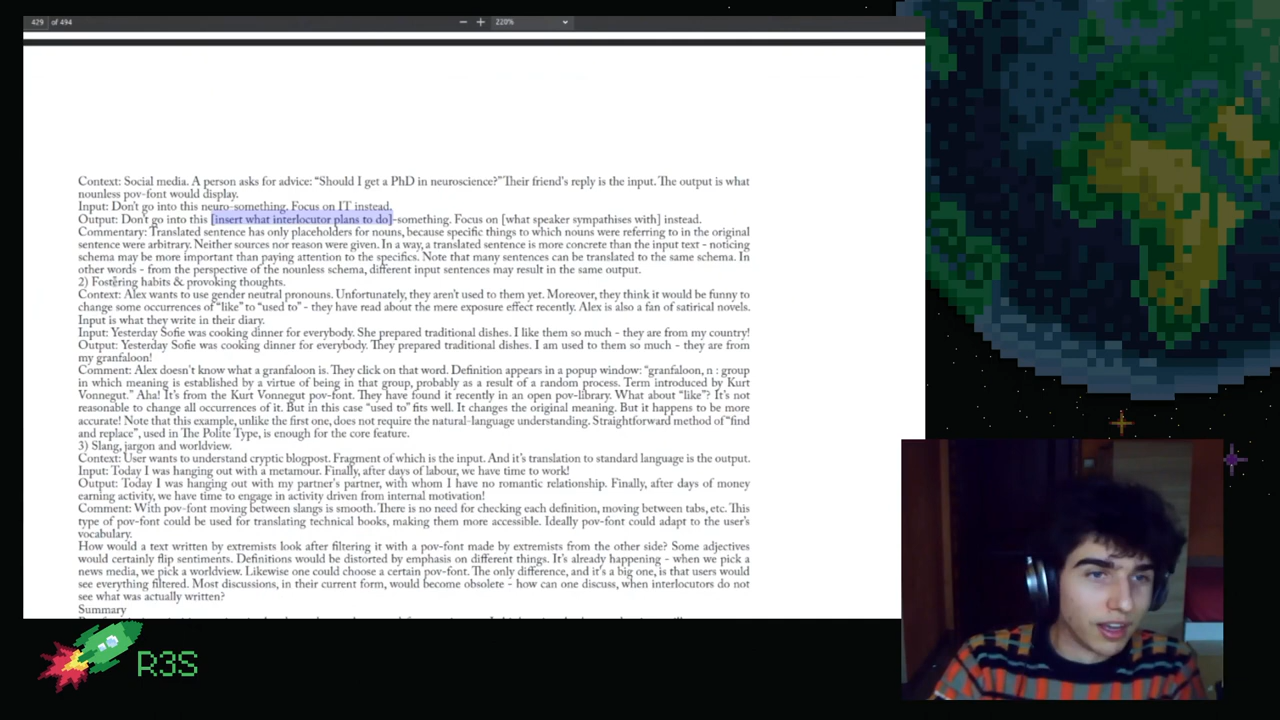 429 of 494
220%
Context: Social media. A person asks for advice: “Should I get a PhD in neuroscience?” Their friend's reply is the input. The output is what
nounless pov-font would display.
Input: Don't go into this neuro-something. Focus on IT instead.
Output: Don't go into this [insert what interlocutor plans to do]-something. Focus on [what speaker sympathises with] instead.
Commentary: Translated sentence has only placeholders for nouns, because specific things to which nouns were referring to in the original
sentence were arbitrary. Neither sources nor reason were given. In a way, a translated sentence is more concrete than the input text - noticing
schema may be more important than paying attention to the specifics. Note that many sentences can be translated to the same schema. In
other words - from the perspective of the nounless schema, different input sentences may result in the same output.
2) Fostering habits & provoking thoughts.
Context: Alex wants to use gender neutral pronouns. Unfortunately, they aren't used to them yet. Moreover, they think it would be funny to
change some occurrences of “like” to “used to” - they have read about the mere exposure effect recently. Alex is also a fan of satirical novels.
Input is what they write in their diary.
Input: Yesterday Sofie was cooking dinner for everybody. She prepared traditional dishes. I like them so much - they are from my country!
Output: Yesterday Sofie was cooking dinner for everybody. They prepared traditional dishes. I am used to them so much - they are from
my granfaloon!
Comment: Alex doesn't know what a granfaloon is. They click on that word. Definition appears in a popup window: “granfaloon, n : group
in which meaning is established by a virtue of being in that group, probably as a result of a random process. Term introduced by Kurt
Vonnegut.” Aha! It's from the Kurt Vonnegut pov-font. They have found it recently in an open pov-library. What about “like”? It's not
reasonable to change all occurrences of it. But in this case “used to” fits well. It changes the original meaning. But it happens to be more
accurate! Note that this example, unlike the first one, does not require the natural-language understanding. Straightforward method of “find
and replace”, used in The Polite Type, is enough for the core feature.
3) Slang, jargon and worldview.
Context: User wants to understand cryptic blogpost. Fragment of which is the input. And it's translation to standard language is the output.
Input: Today I was hanging out with a metamour. Finally, after days of labour, we have time to work!
Output: Today I was hanging out with my partner's partner, with whom I have no romantic relationship. Finally, after days of money
earning activity, we have time to engage in activity driven from internal motivation!
Comment: With pov-font moving between slangs is smooth. There is no need for checking each definition, moving between tabs, etc. This
type of pov-font could be used for translating technical books, making them more accessible. Ideally pov-font could adapt to the user's
vocabulary.
How would a text written by extremists look after filtering it with a pov-font made by extremists from the other side? Some adjectives
would certainly flip sentiments. Definitions would be distorted by emphasis on different things. It's already happening - when we pick a
news media, we pick a worldview. Likewise one could choose a certain pov-font. The only difference, and it's a big one, is that users would
see everything filtered. Most discussions, in their current form, would become obsolete - how can one discuss, when interlocutors do not
see what was actually written?
Summary
R3S